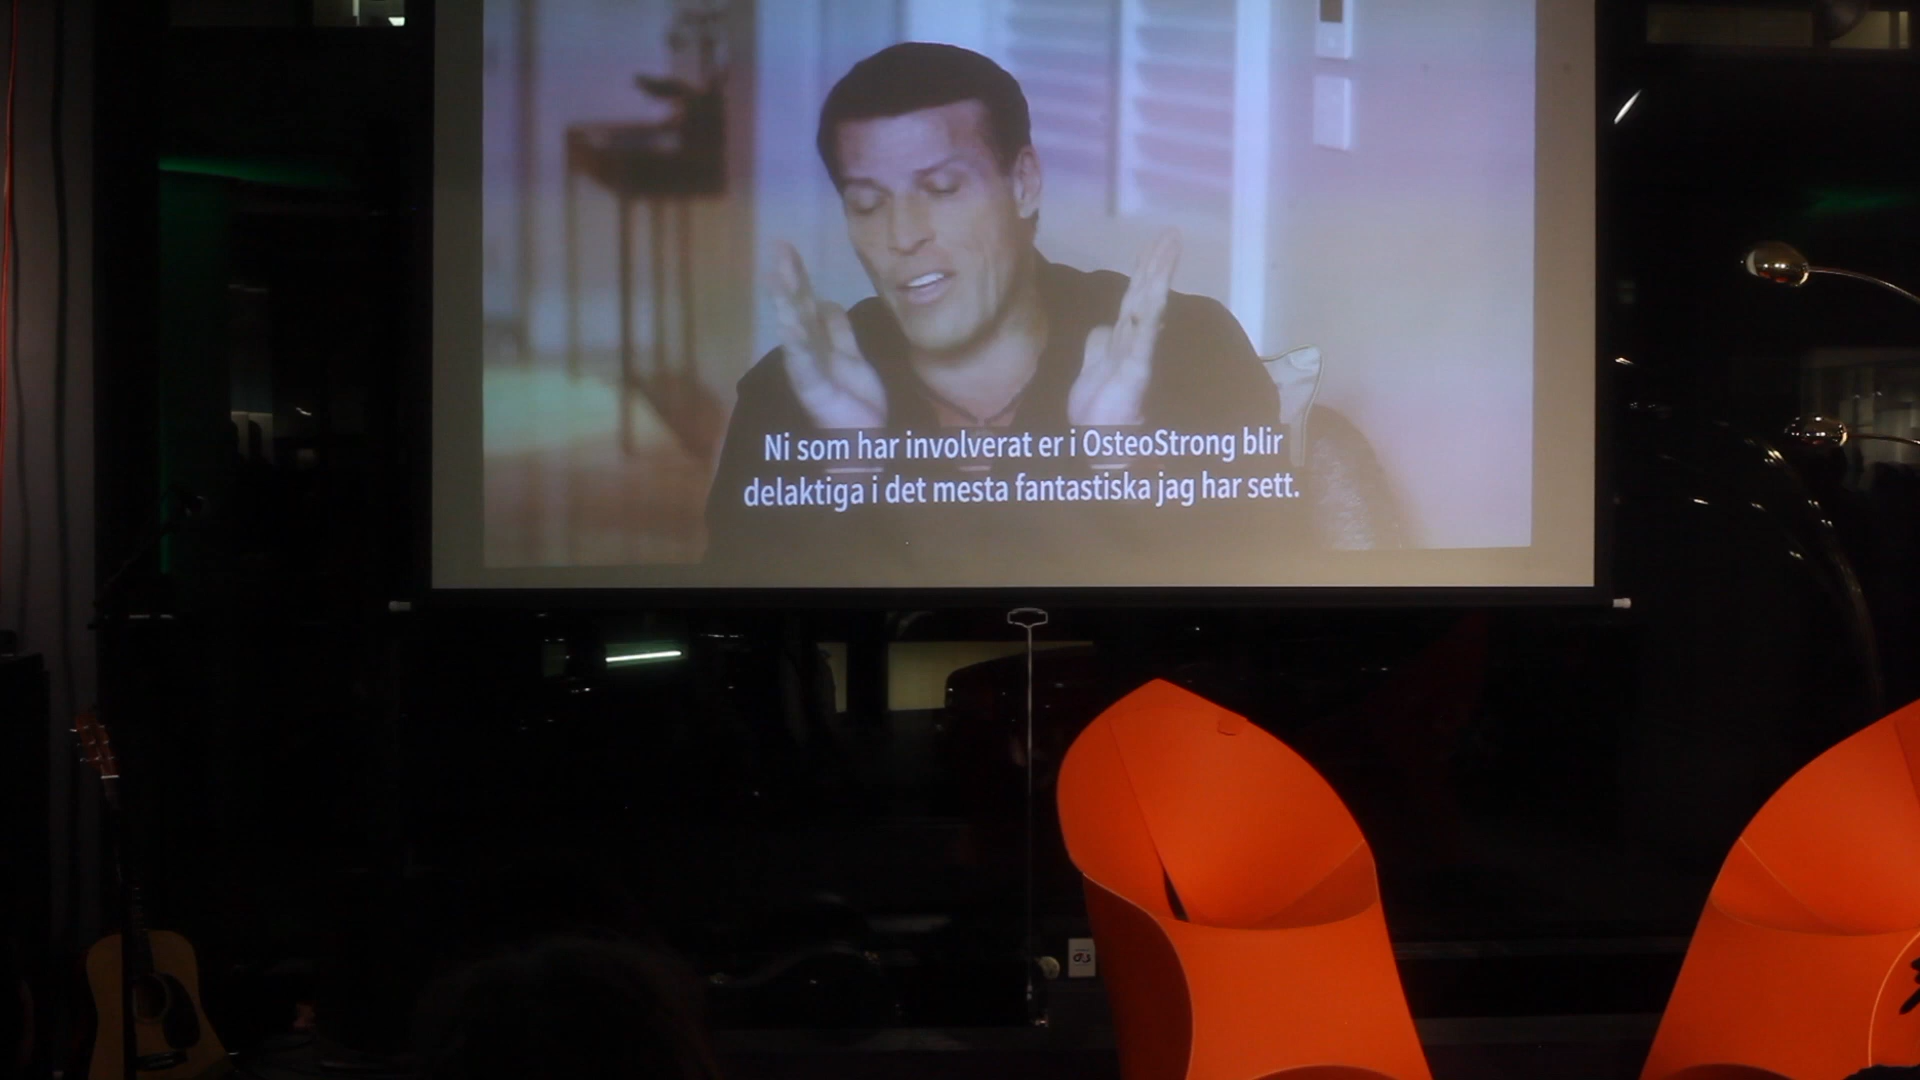 Ni som har involverat er i OsteoStrong blir
delaktiga i det mesta fantastiska jag har sett.